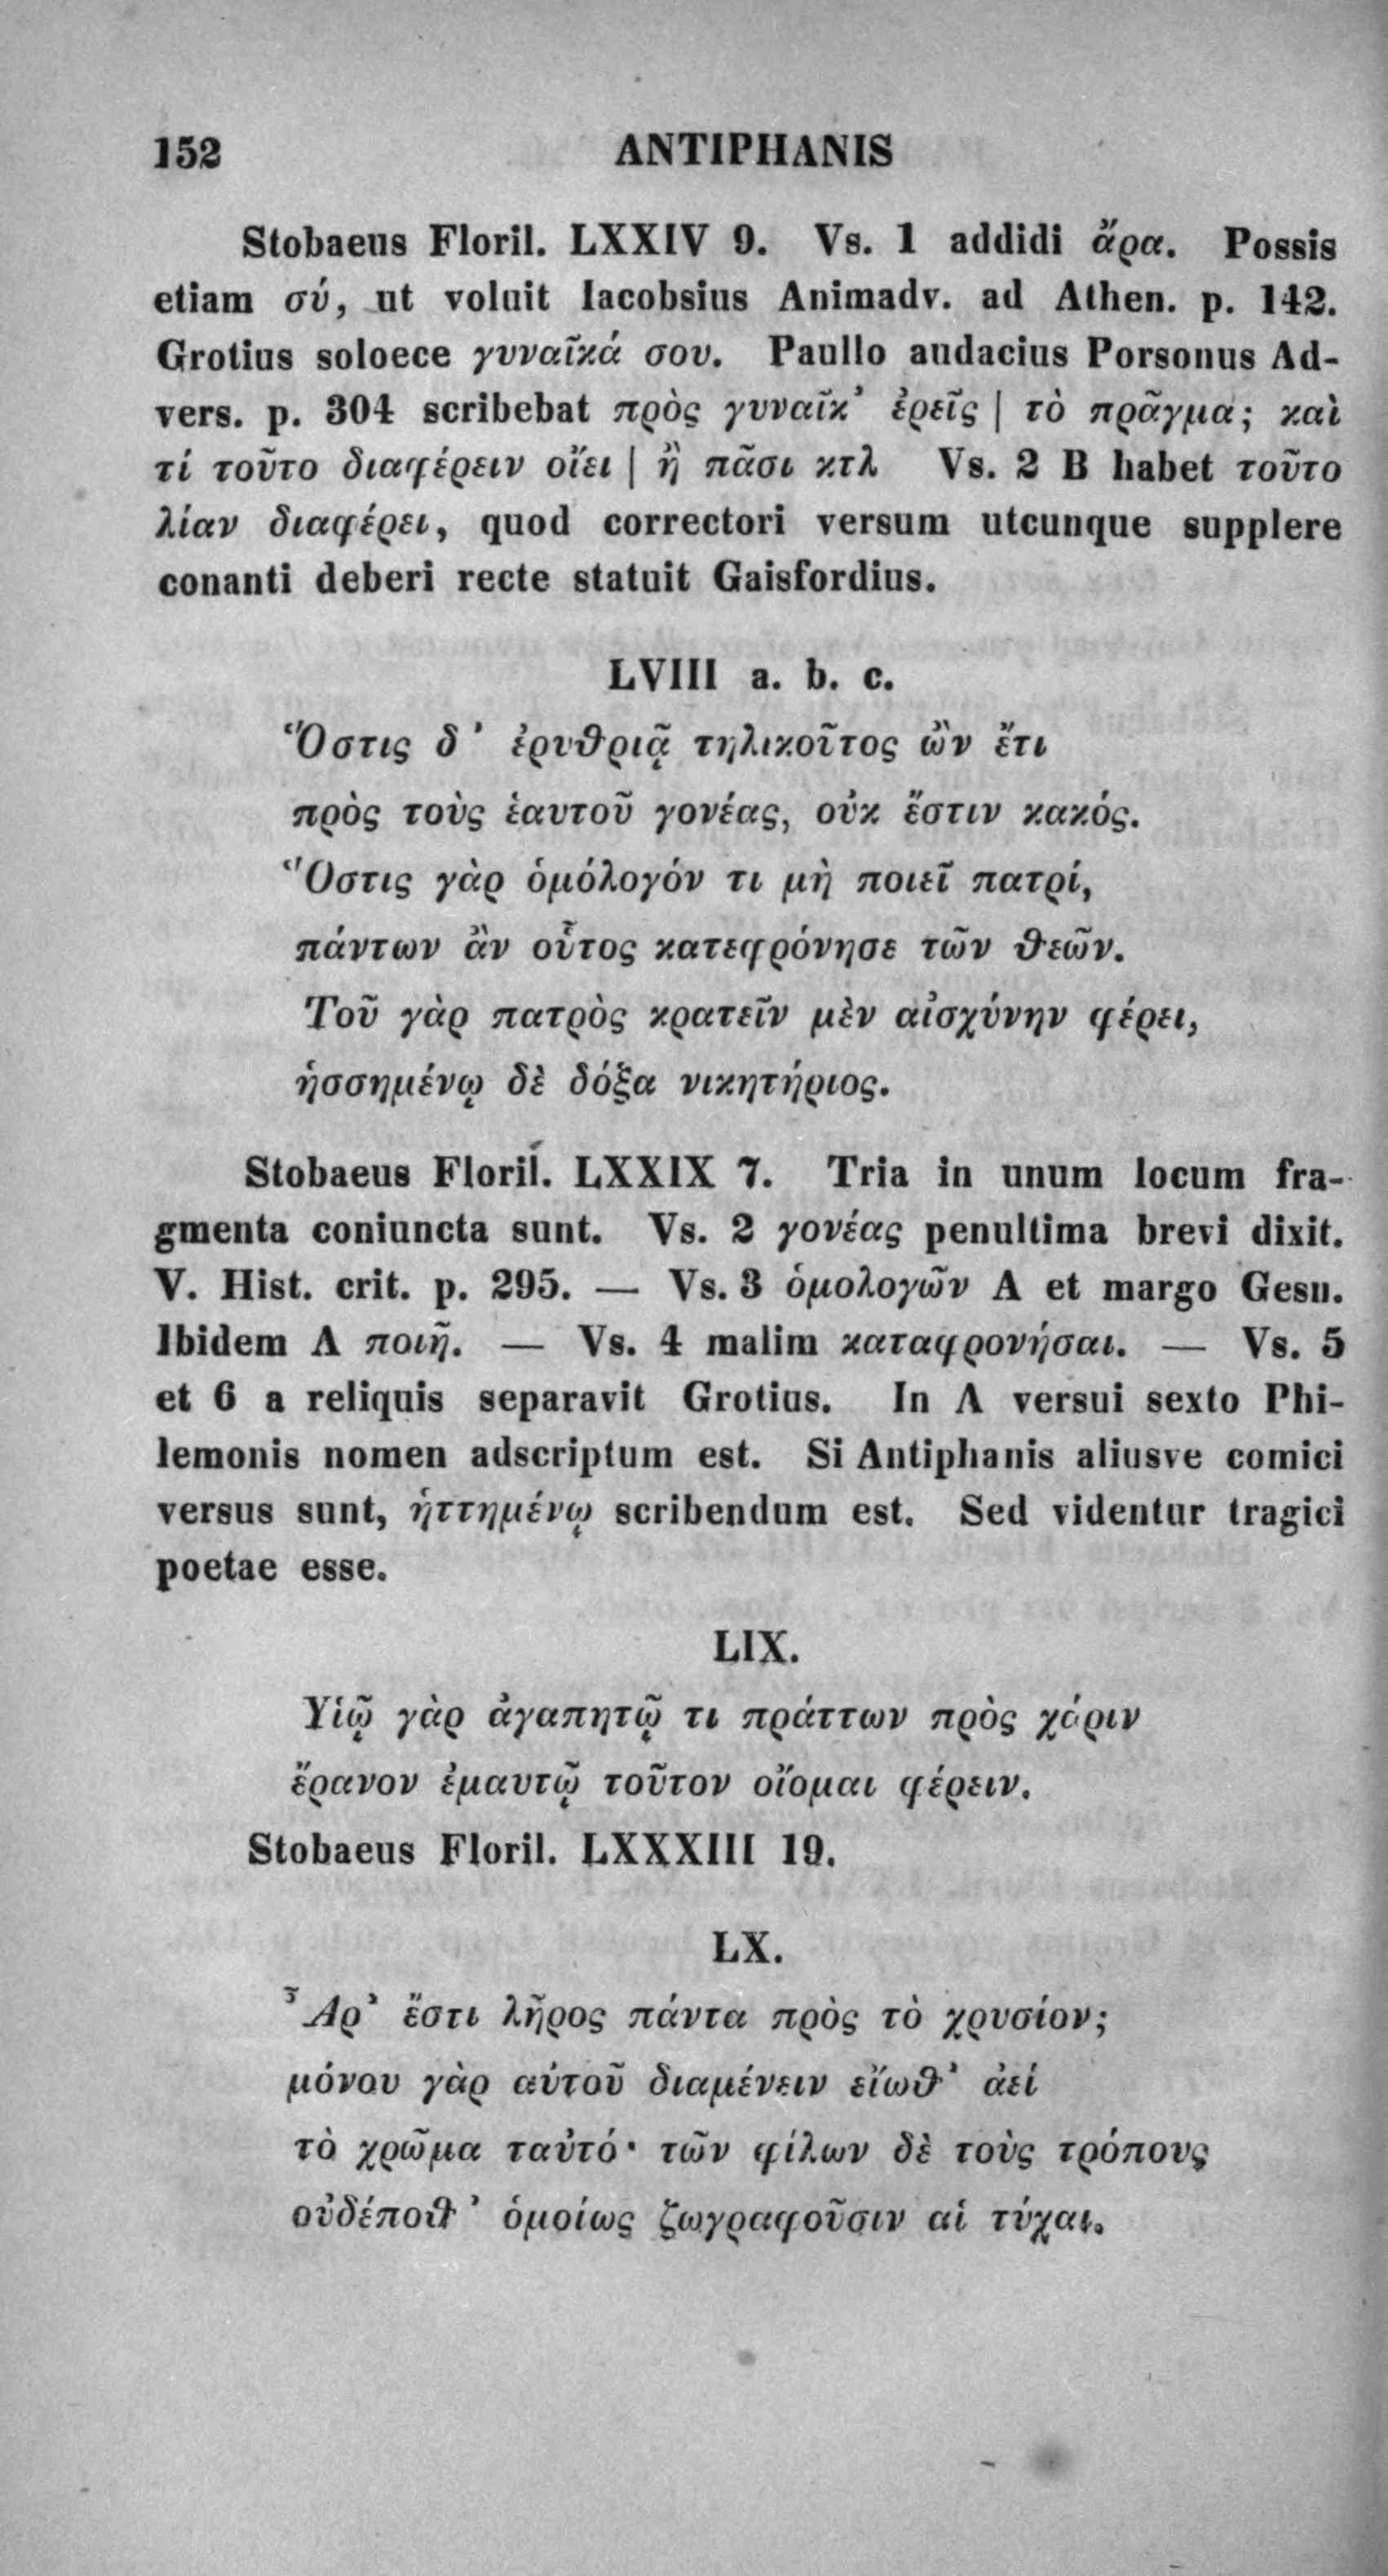 152 ANTIPHANIS
Stobaeus Floril. LXXIV 9. Vs. 1 addidi ἄρα. Possis
etiam σύ, ut voluit Iacobsius Animadv. ad Athen. p. 142.
Grotius soloece γυναῖκά σου. Paullo audacius Porsonus Ad-
vers. p. 304 scribebat πρὸς γυναῖκ' ἐρεῖς | τὸ πρᾶγμα; καὶ
τί τοῦτο διαφέρειν οἴει | ἢ πᾶσι κτλ Vs. 2 B habet τοῦτο
λίαν διαφέρει, quod correctori versum utcunque supplere
conanti deberi recte statuit Gaisfordius.
LVIII a. b. c.
Ὅστις δ' ἐρυθριᾷ τηλικοῦτος ὢν ἔτι
πρὸς τοὺς ἑαυτοῦ γονέας, οὐκ ἔστιν κακός.
Ὅστις γὰρ ὁμόλογόν τι μὴ ποιεῖ πατρί,
πάντων ἂν οὗτος κατεφρόνησε τῶν θεῶν.
Τοῦ γὰρ πατρὸς κρατεῖν μὲν αἰσχύνην φέρει,
ἡσσημένῳ δὲ δόξα νικητήριος.
Stobaeus Floril. LXXIX 7. Tria in unum locum fra-
gmenta coniuncta sunt. Vs. 2 γονέας penultima brevi dixit.
V. Hist. crit. p. 295. — Vs. 3 ὁμολογῶν A et margo Gesn.
Ibidem A ποιῇ. — Vs. 4 malim καταφρονήσαι. — Vs. 5
et 6 a reliquis separavit Grotius. In A versui sexto Phi-
lemonis nomen adscriptum est. Si Antiphanis aliusve comici
versus sunt, ἡττημένῳ scribendum est. Sed videntur tragici
poetae esse.
LIX.
Υἱῷ γὰρ ἀγαπητῷ τι πράττων πρὸς χάριν
ἔρανον ἐμαυτῷ τοῦτον οἴομαι φέρειν.
Stobaeus Floril. LXXXIII 19.
LX.
Ἆρ' ἔστι λῆρος πάντα πρὸς τὸ χρυσίον;
μόνου γὰρ αὐτοῦ διαμένειν εἴωθ' ἀεί
τὸ χρῶμα ταὐτό· τῶν φίλων δὲ τοὺς τρόπους
οὐδέποθ' ὁμοίως ζωγραφοῦσιν αἱ τύχαι.